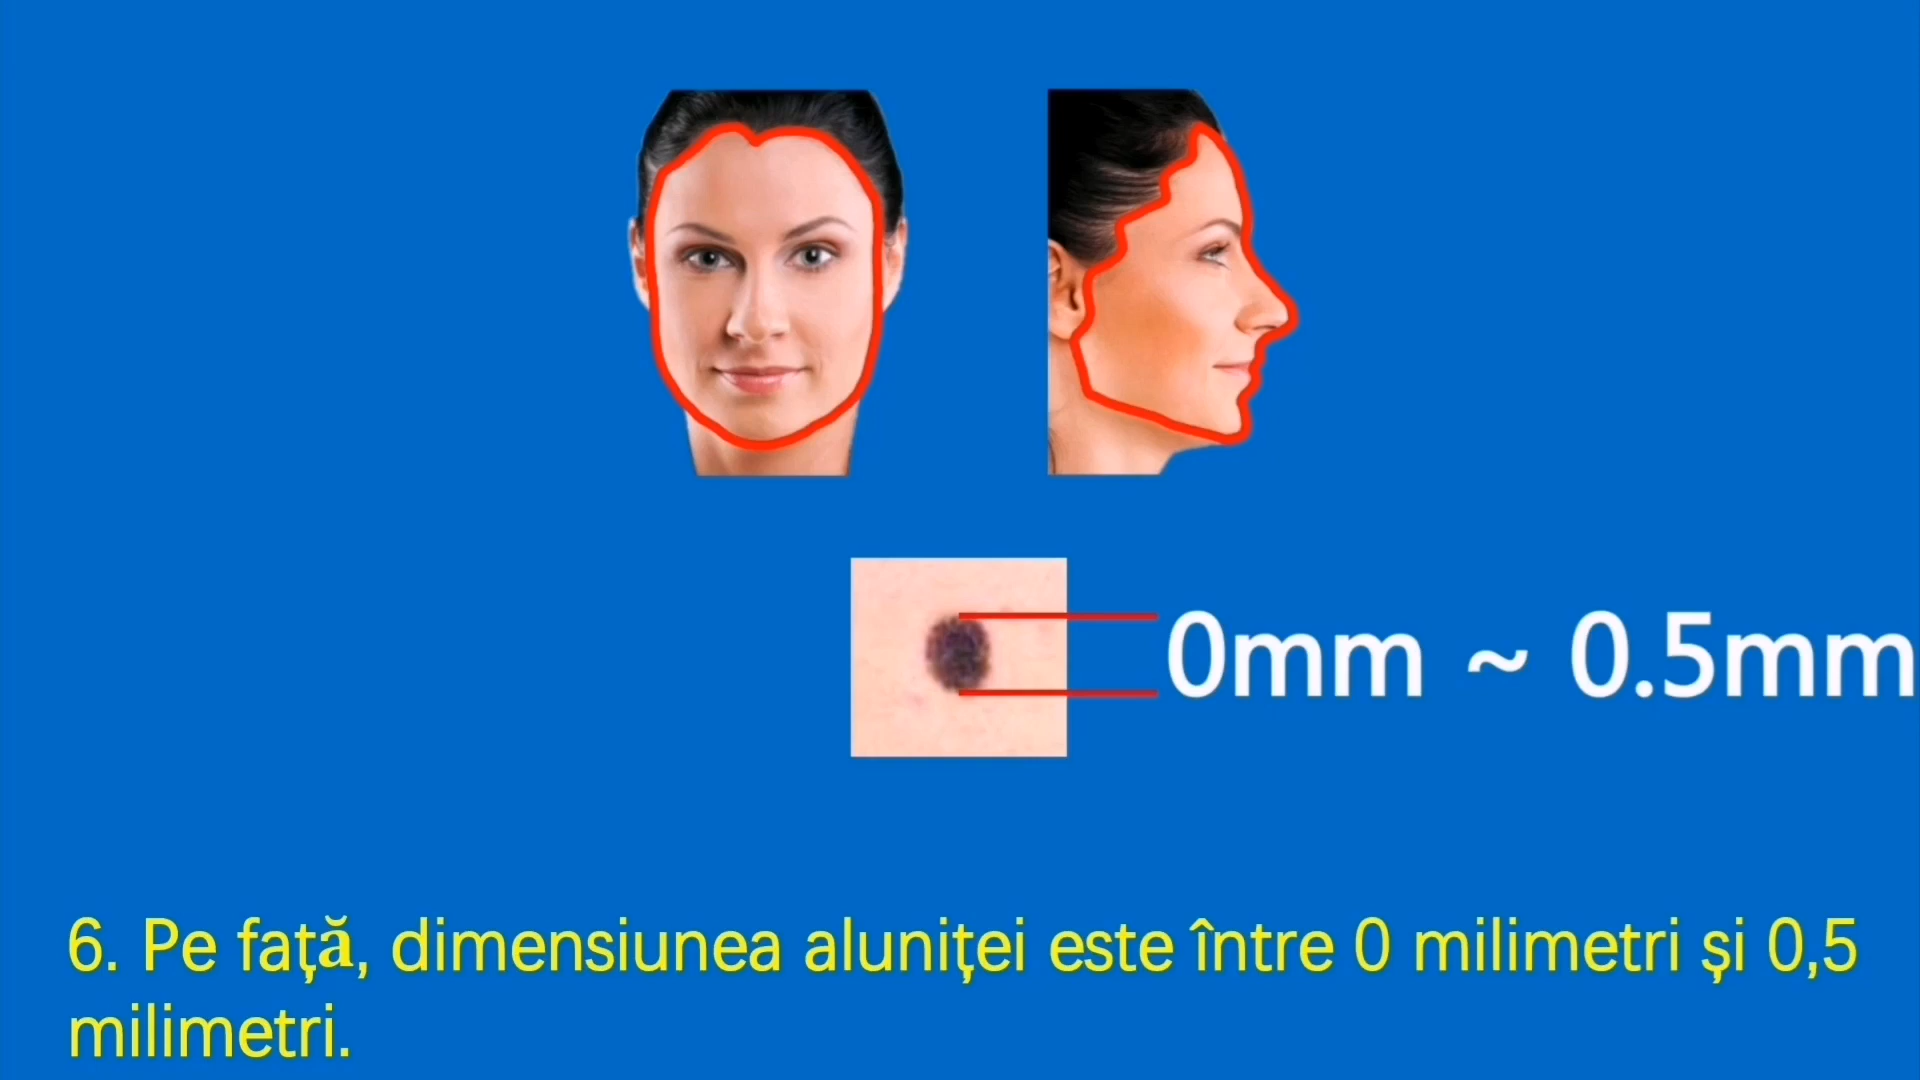 0mm ~ 0.5mm
6. Pe față, dimensiunea aluniței este între 0 milimetri și 0,5
milimetri.